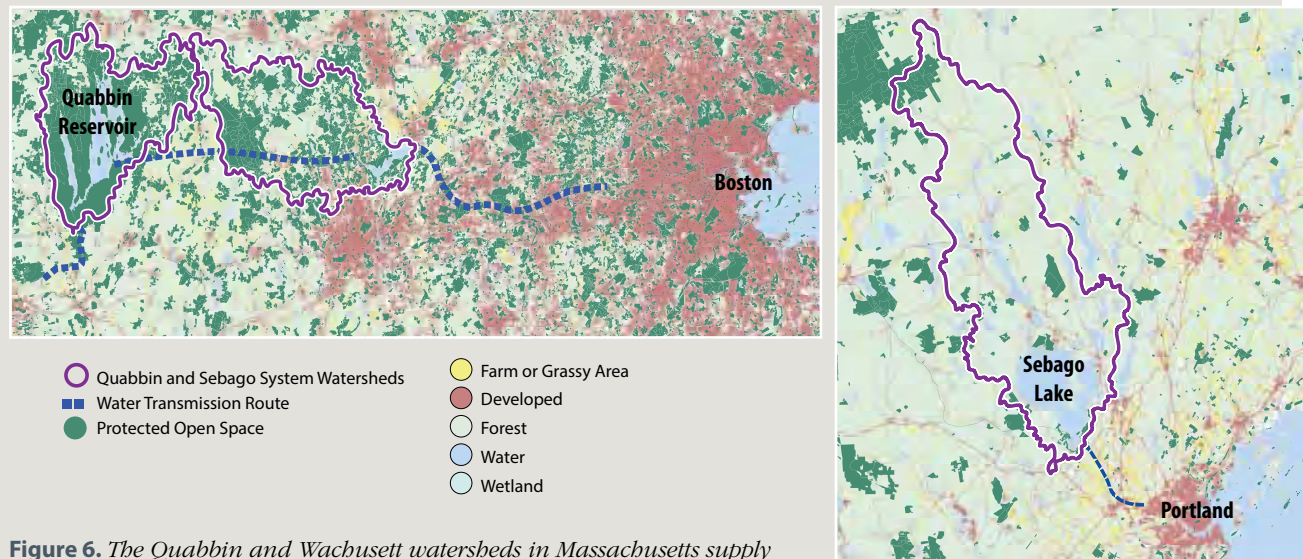 Quabbin
Reservoir
Boston
Sebago
Lake
Portland
Quabbin and Sebago System Watersheds
Water Transmission Route
Protected Open Space
Farm or Grassy Area
Developed
Forest
Water
Wetland
Figure 6. The Quabbin and Wachusett watersheds in Massachusetts supply